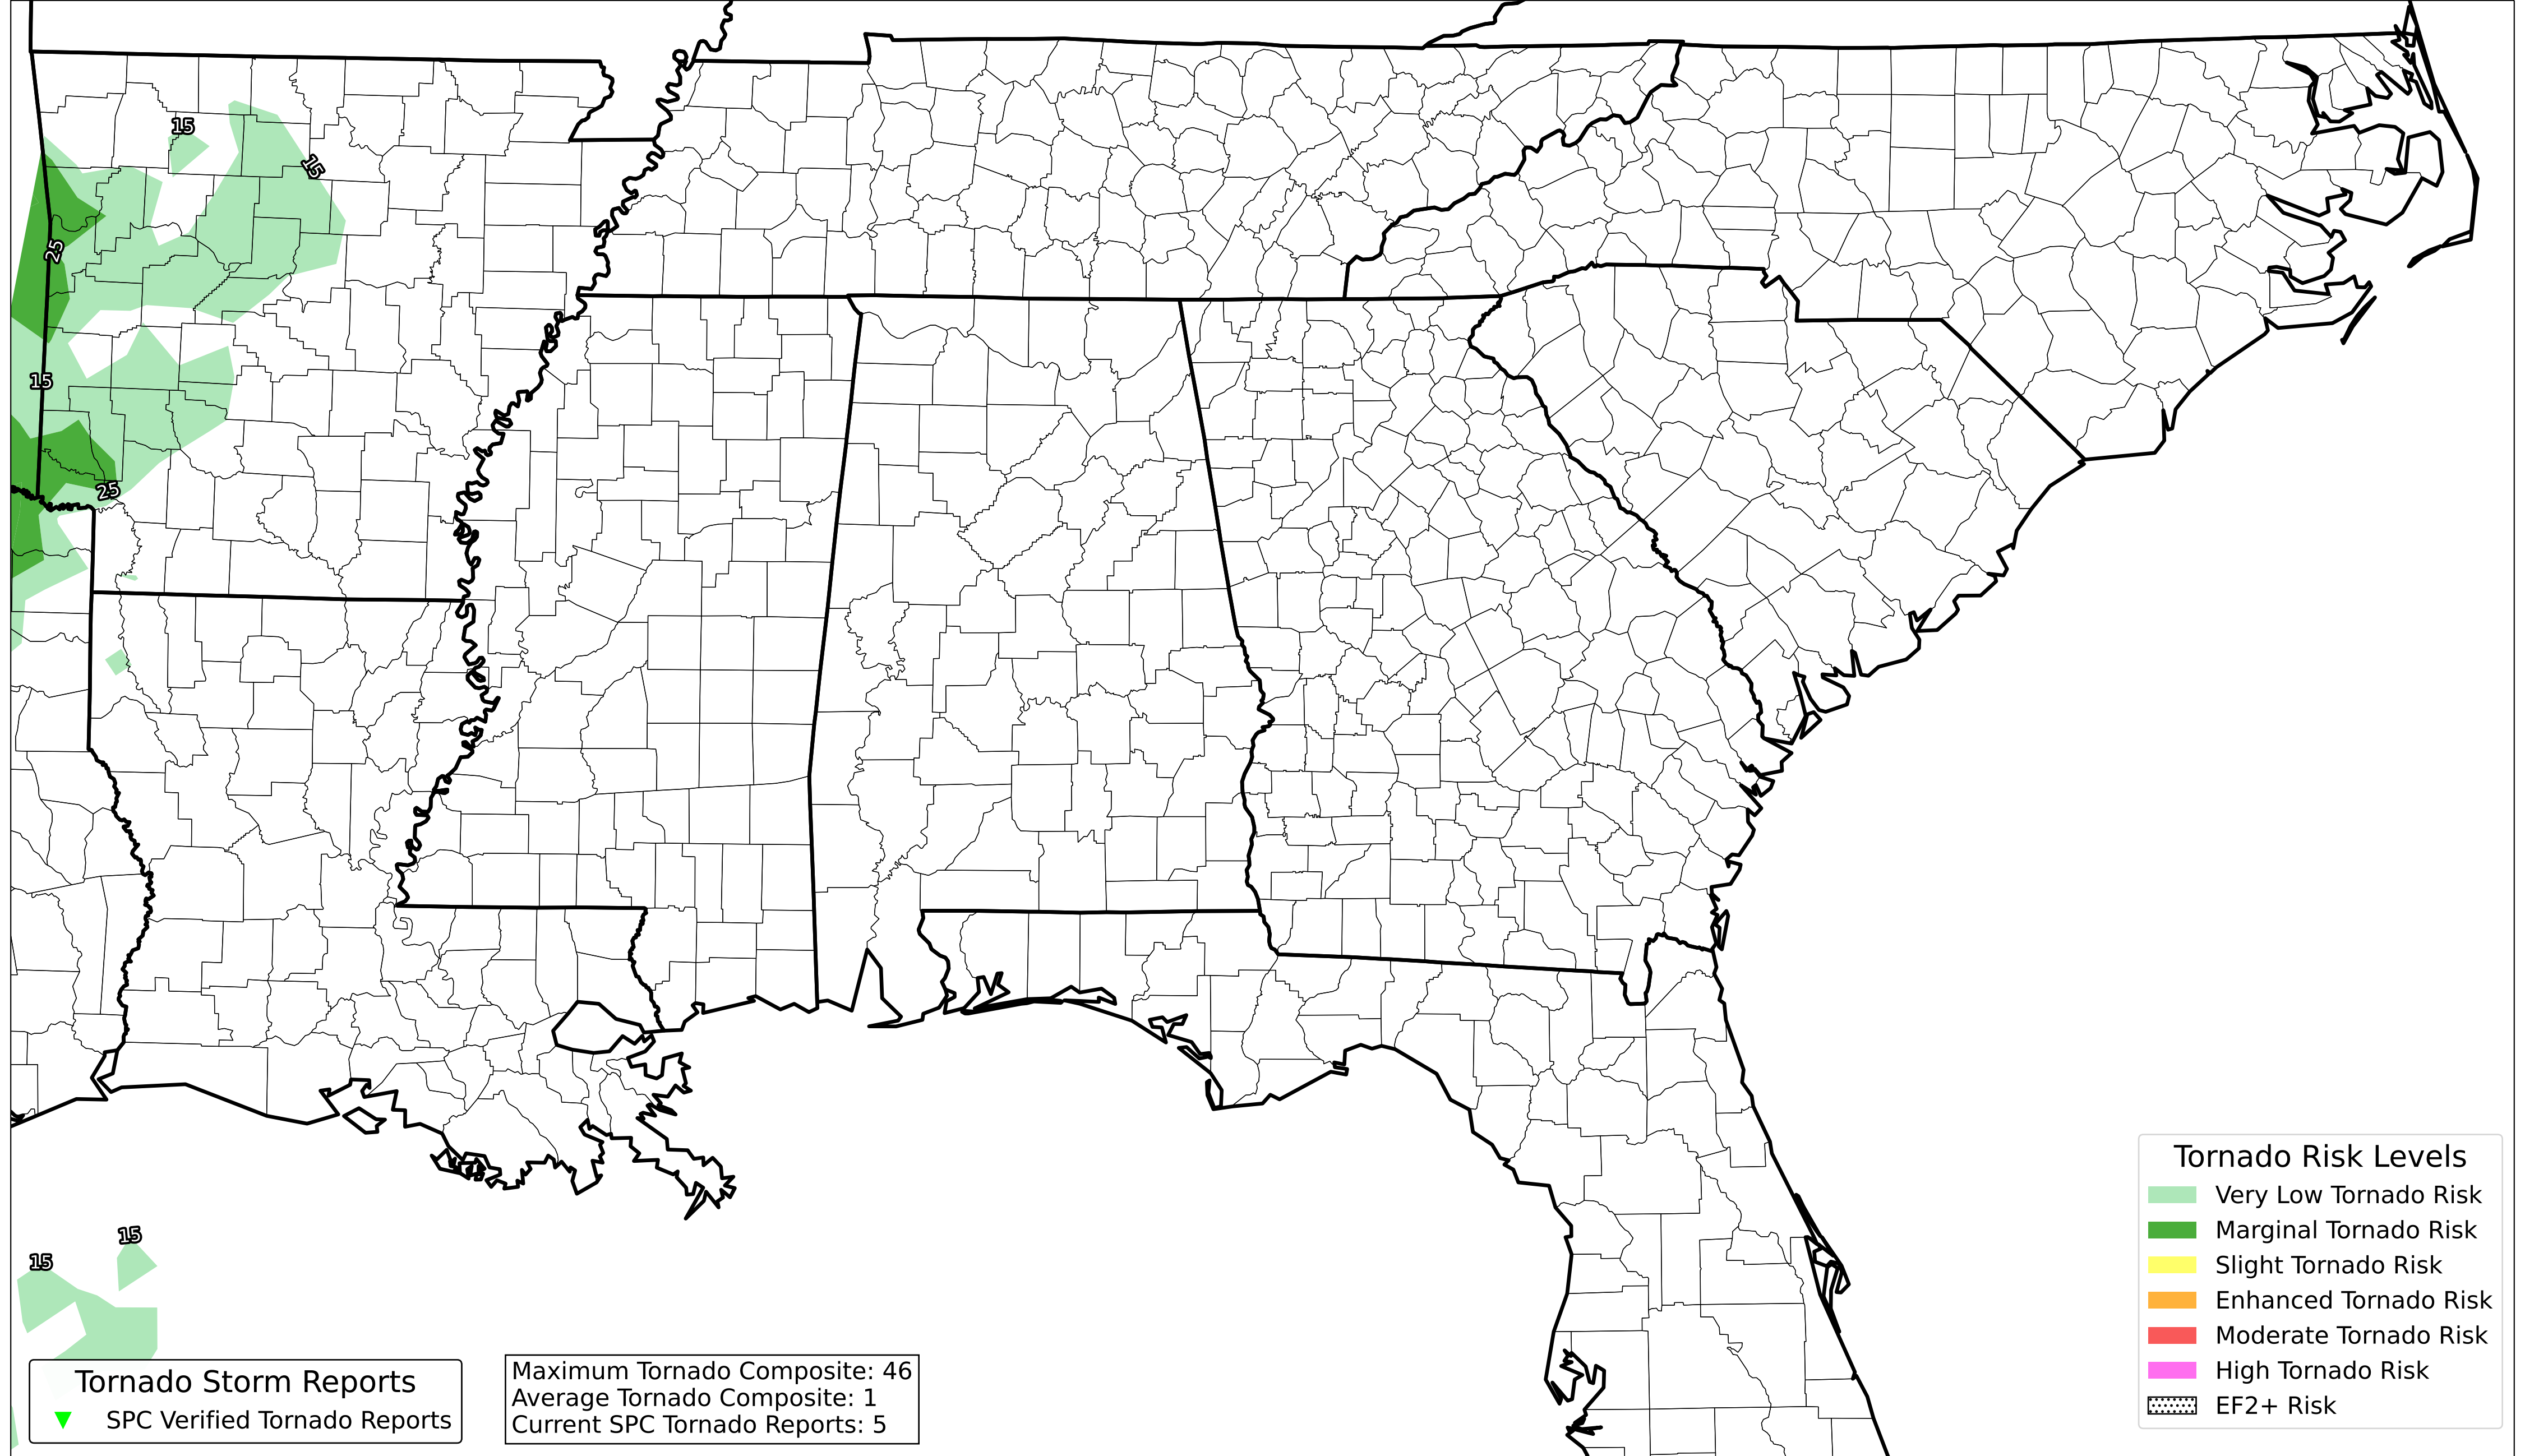 15
15
25
15
25
15
15
Tornado Storm Reports
SPC Verified Tornado Reports
Maximum Tornado Composite: 46
Average Tornado Composite: 1
Current SPC Tornado Reports: 5
Tornado Risk Levels
Very Low Tornado Risk
Marginal Tornado Risk
Slight Tornado Risk
Enhanced Tornado Risk
Moderate Tornado Risk
High Tornado Risk
EF2+ Risk